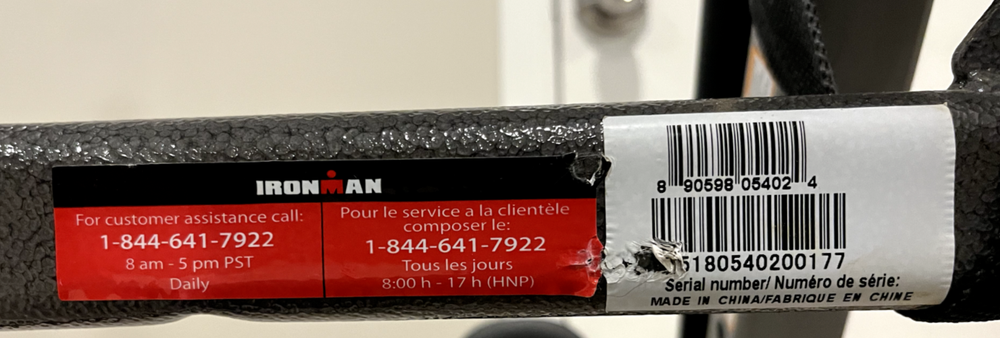 IRONMAN
For customer assistance call:
1-844-641-7922
8 am - 5 pm PST
Daily
Pour le service a la clientèle
composer le:
1-844-641-7922
Tous les jours
8:00 h - 17 h (HNP)
8 90598 05402 4
5180540200177
Serial number/ Numéro de série:
MADE IN CHINA/FABRIQUE EN CHINE